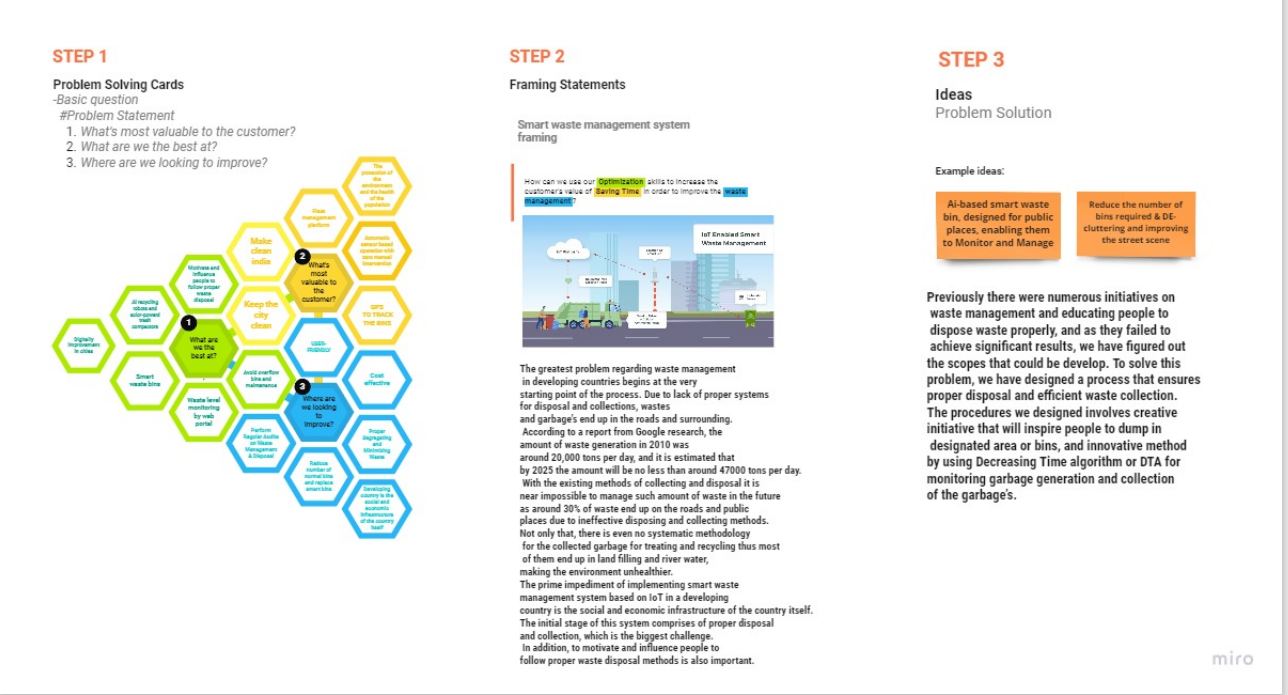 STEP 1
Problem Solving Cards
-Basic question
#Problem Statement
1. What's most valuable to the customer?
2. What are we the best at?
3. Where are we looking to improve?
The
protection of
the
environment
and the health
of the
population
Fleet
management
platform
Automatic
sensor based
operation with
zero manual
intervention
Make
clean
india
2
What's
most
valuable to
the
customer?
Motivate and
influence
people to
follow proper
waste
disposal
Keep the
city
clean
GPS
TO TRACK
THE BINS
AI recycling
robots and
solar-powerd
trash
compactors
1
What are
we the
best at?
USER-
FRIENDLY
Digitally
improvement
in cities
Smart
waste bins
Avoid overflow
bins and
maintenance
3
Where are
we looking
to
improve?
Cost
effective
Waste level
monitoring
by web
portal
Perform
Regular Audits
on Waste
Management
& Disposal
Proper
Segregating
and
Minimizing
Waste
Reduce
number of
normal bins
and replace
smart bins
Developing
country is the
social and
economic
infrastructure
of the country
itself
STEP 2
Framing Statements
Smart waste management system
framing
How can we use our Optimization skills to increase the
customer's value of Saving Time in order to improve the waste
management?
IoT Enabled Smart
Waste Management
The greatest problem regarding waste management
in developing countries begins at the very
starting point of the process. Due to lack of proper systems
for disposal and collections, wastes
and garbage's end up in the roads and surrounding.
According to a report from Google research, the
amount of waste generation in 2010 was
around 20,000 tons per day, and it is estimated that
by 2025 the amount will be no less than around 47000 tons per day.
With the existing methods of collecting and disposal it is
near impossible to manage such amount of waste in the future
as around 30% of waste end up on the roads and public
places due to ineffective disposing and collecting methods.
Not only that, there is even no systematic methodology
for the collected garbage for treating and recycling thus most
of them end up in land filling and river water,
making the environment unhealthier.
The prime impediment of implementing smart waste
management system based on IoT in a developing
country is the social and economic infrastructure of the country itself.
The initial stage of this system comprises of proper disposal
and collection, which is the biggest challenge.
In addition, to motivate and influence people to
follow proper waste disposal methods is also important.
STEP 3
Ideas
Problem Solution
Example ideas:
Ai-based smart waste
bin, designed for public
places, enabling them
to Monitor and Manage
Reduce the number of
bins required & DE-
cluttering and improving
the street scene
Previously there were numerous initiatives on
waste management and educating people to
dispose waste properly, and as they failed to
achieve significant results, we have figured out
the scopes that could be develop. To solve this
problem, we have designed a process that ensures
proper disposal and efficient waste collection.
The procedures we designed involves creative
initiative that will inspire people to dump in
designated area or bins, and innovative method
by using Decreasing Time algorithm or DTA for
monitoring garbage generation and collection
of the garbage's.
miro